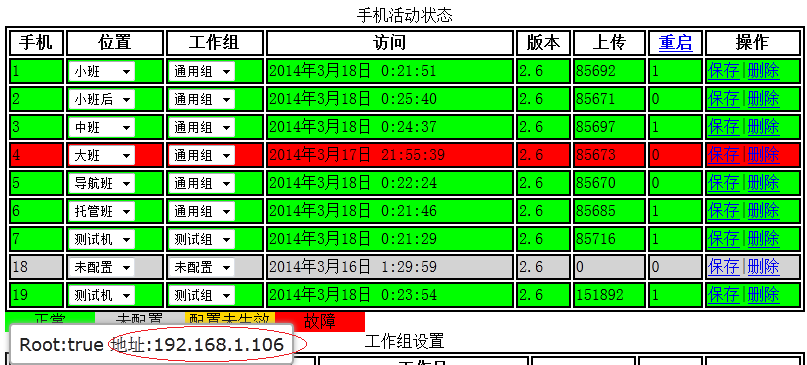 手机活动状态
手机 位置 工作组 访问 版本 上传 重启 操作
1 小班 通用组 2014年3月18日 0:21:51 2.6 85692 1 保存|删除
2 小班后 通用组 2014年3月18日 0:25:40 2.6 85671 0 保存|删除
3 中班 通用组 2014年3月18日 0:24:37 2.6 85697 1 保存|删除
4 大班 通用组 2014年3月17日 21:55:39 2.6 85673 0 保存|删除
5 导航班 通用组 2014年3月18日 0:22:24 2.6 85670 0 保存|删除
6 托管班 通用组 2014年3月18日 0:21:46 2.6 85685 1 保存|删除
7 测试机 测试组 2014年3月18日 0:21:29 2.6 85716 1 保存|删除
18 未配置 未配置 2014年3月16日 1:29:59 2.6 0 0 保存|删除
19 测试机 测试组 2014年3月18日 0:23:54 2.6 151892 1 保存|删除
正常 未配置 配置未生效 故障
Root:true 地址:192.168.1.106
工作组设置